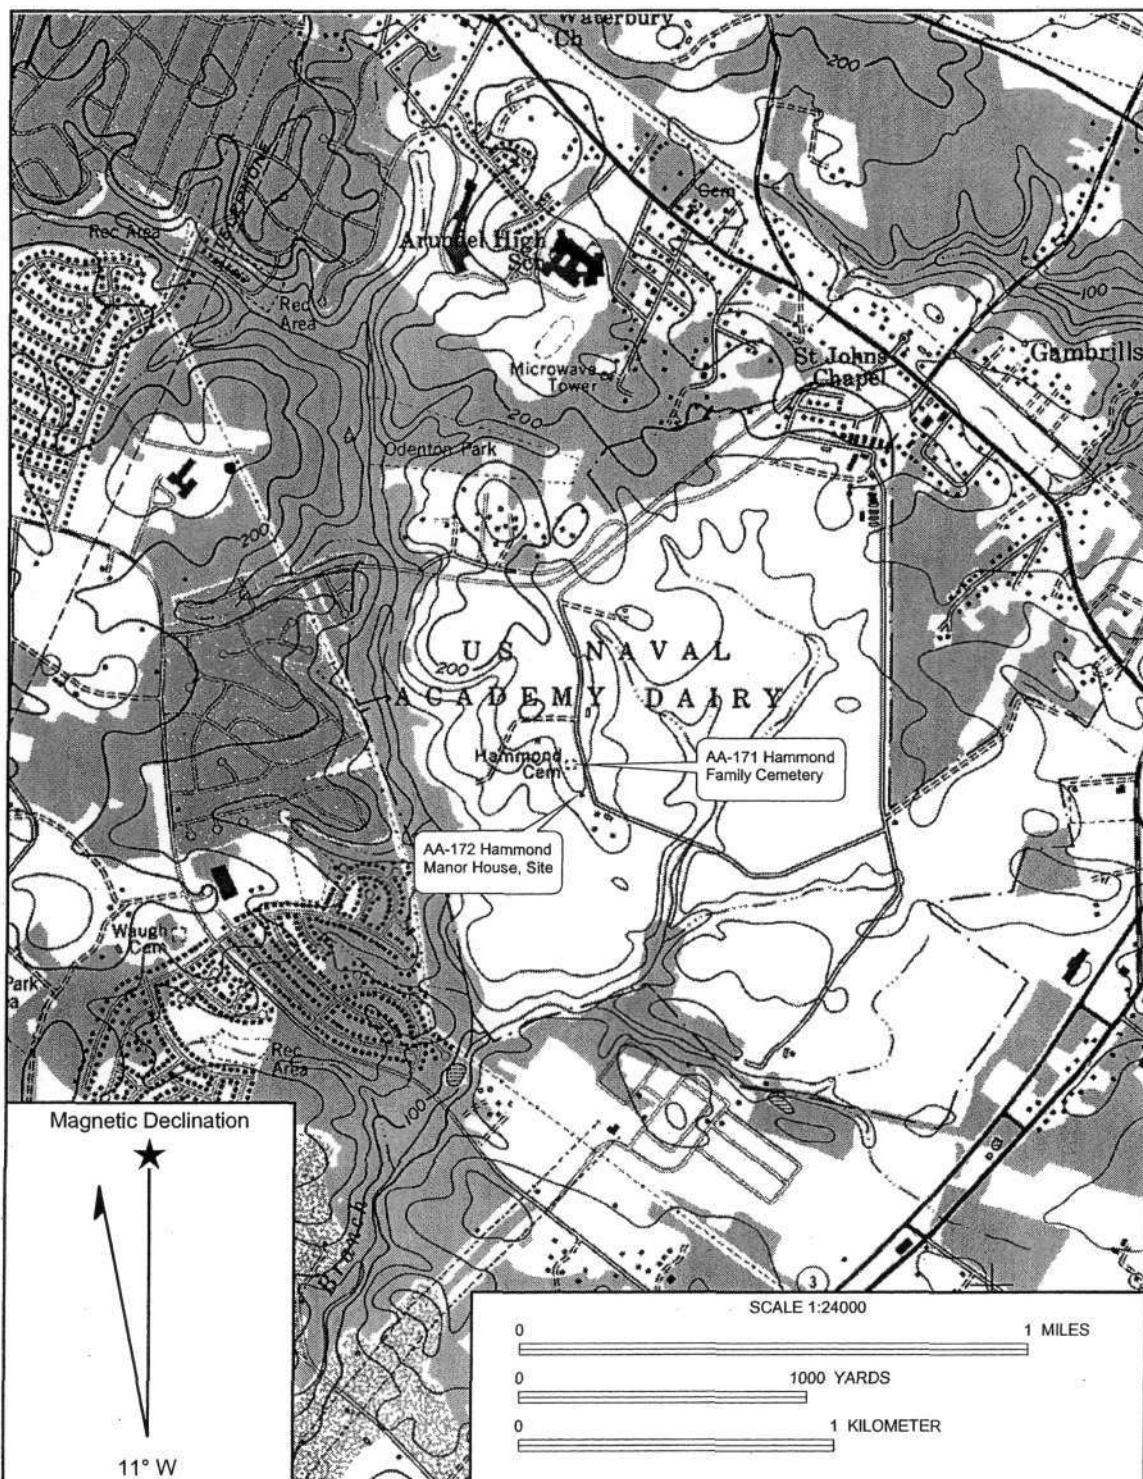 Waterbury
Ch
200
Cem
Rec Area
Arundel High
Sch
Rec
Area
100
St Johns
Chapel
Gambrills
Microwave
Tower
200
Odenton Park
200
U S NAVAL
200
ACADEMY DAIRY
Hammond
Cem
AA-171 Hammond
Family Cemetery
AA-172 Hammond
Manor House, Site
Waugh
Cem
Park
Rec
Area
100
Branch
3
Magnetic Declination
11° W
SCALE 1:24000
0 1 MILES
0 1000 YARDS
0 1 KILOMETER